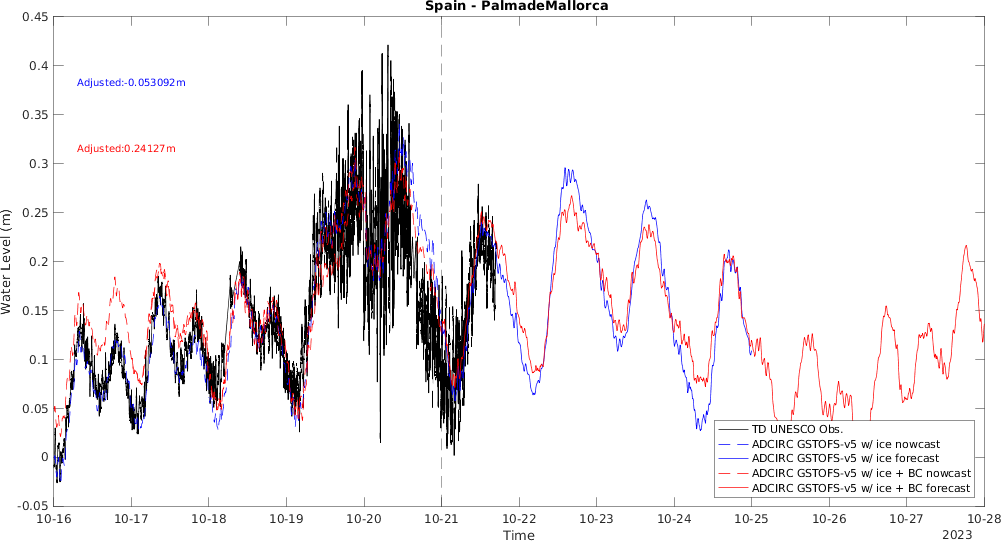 Spain - PalmadeMallorca
0.45
0.4
0.35
0.3
0.25
0.2
0.15
0.1
0.05
0
-0.05
Water Level (m)
Adjusted:-0.053092m
Adjusted:0.24127m
TD UNESCO Obs.
ADCIRC GSTOFS-v5 w/ ice nowcast
ADCIRC GSTOFS-v5 w/ ice forecast
ADCIRC GSTOFS-v5 w/ ice + BC nowcast
ADCIRC GSTOFS-v5 w/ ice + BC forecast
10-16 10-17 10-18 10-19 10-20 10-21 10-22 10-23 10-24 10-25 10-26 10-27 10-28
Time
2023